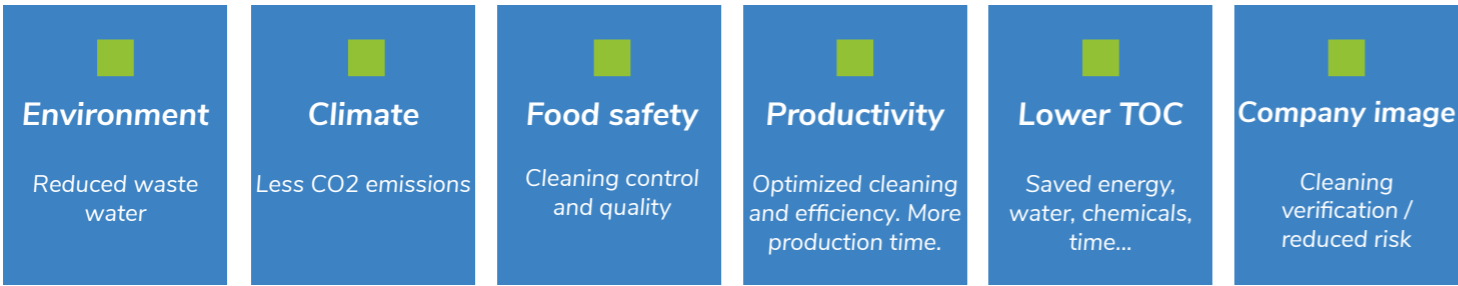 Environment
Reduced waste
water
Climate
Less CO2 emissions
Food safety
Cleaning control
and quality
Productivity
Optimized cleaning
and efficiency. More
production time.
Lower TOC
Saved energy,
water, chemicals,
time...
Company image
Cleaning
verification /
reduced risk